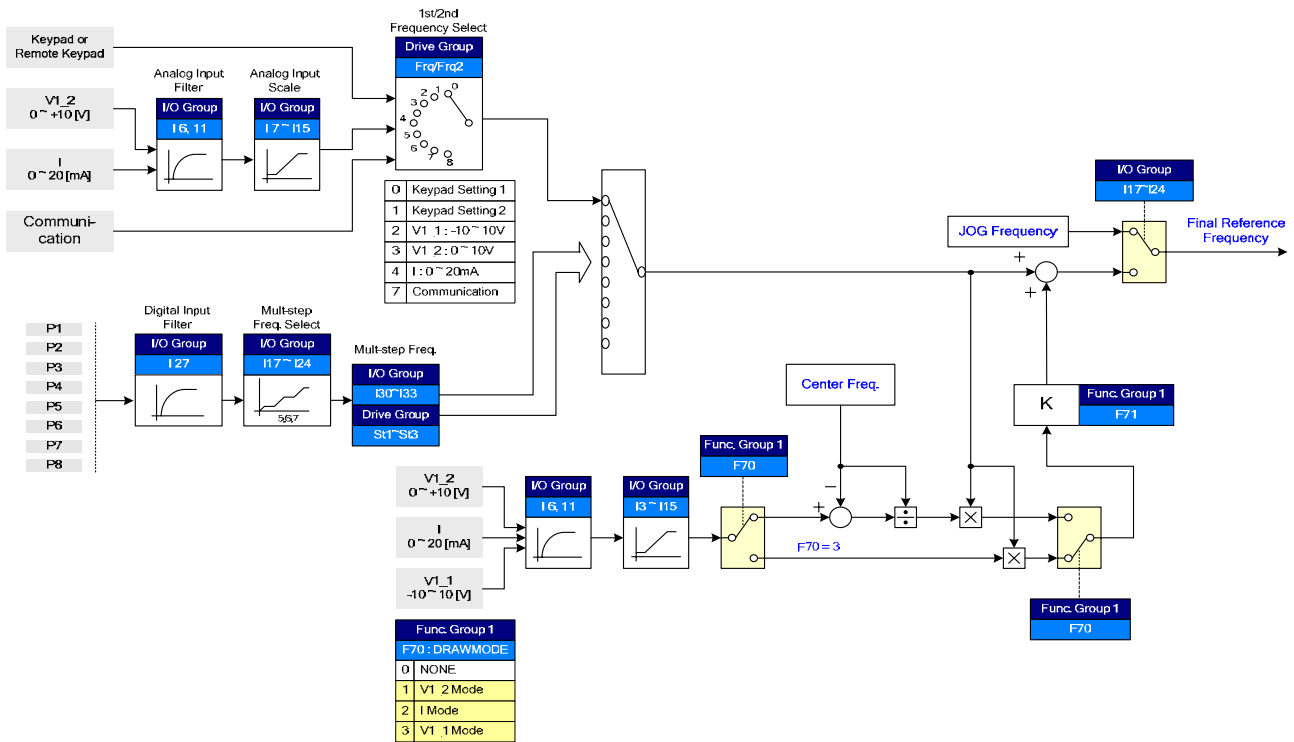 1st/2nd
Frequency Select
Drive Group
Frq/Frq2
0
1
2
3
4
5
6
7
8
Keypad or
Remote Keypad
Analog Input
Filter
I/O Group
I 6, 11
Analog Input
Scale
I/O Group
I 7 ~ I15
V1_2
0 ~ +10 [V]
I
0 ~ 20 [mA]
Communi-
cation
0 Keypad Setting 1
1 Keypad Setting 2
2 V1_1 : -10 ~ 10V
3 V1_2 : 0 ~ 10V
4 I : 0 ~ 20mA
7 Communication
I/O Group
I17~I24
JOG Frequency
Final Reference
Frequency
+
+
Digital Input
Filter
I/O Group
I 27
Mult-step
Freq. Select
I/O Group
I17 ~ I24
5,6,7
Mult-step Freq.
I/O Group
I30~I33
Drive Group
St1~St3
P1
P2
P3
P4
P5
P6
P7
P8
Center Freq.
K
Func. Group 1
F71
V1_2
0 ~ +10 [V]
I
0 ~ 20 [mA]
V1_1
-10 ~ 10 [V]
I/O Group
I 6, 11
I/O Group
I3 ~ I15
Func. Group 1
F70
−
+
÷
×
×
F70 = 3
Func. Group 1
F70
Func. Group 1
F70 : DRAWMODE
0 NONE
1 V1_2 Mode
2 I Mode
3 V1_1 Mode